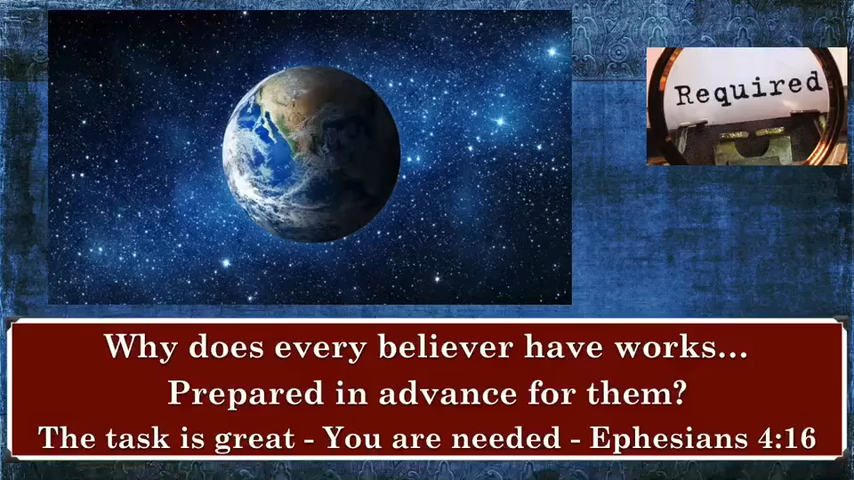 Required
Why does every believer have works...
Prepared in advance for them?
The task is great - You are needed - Ephesians 4:16